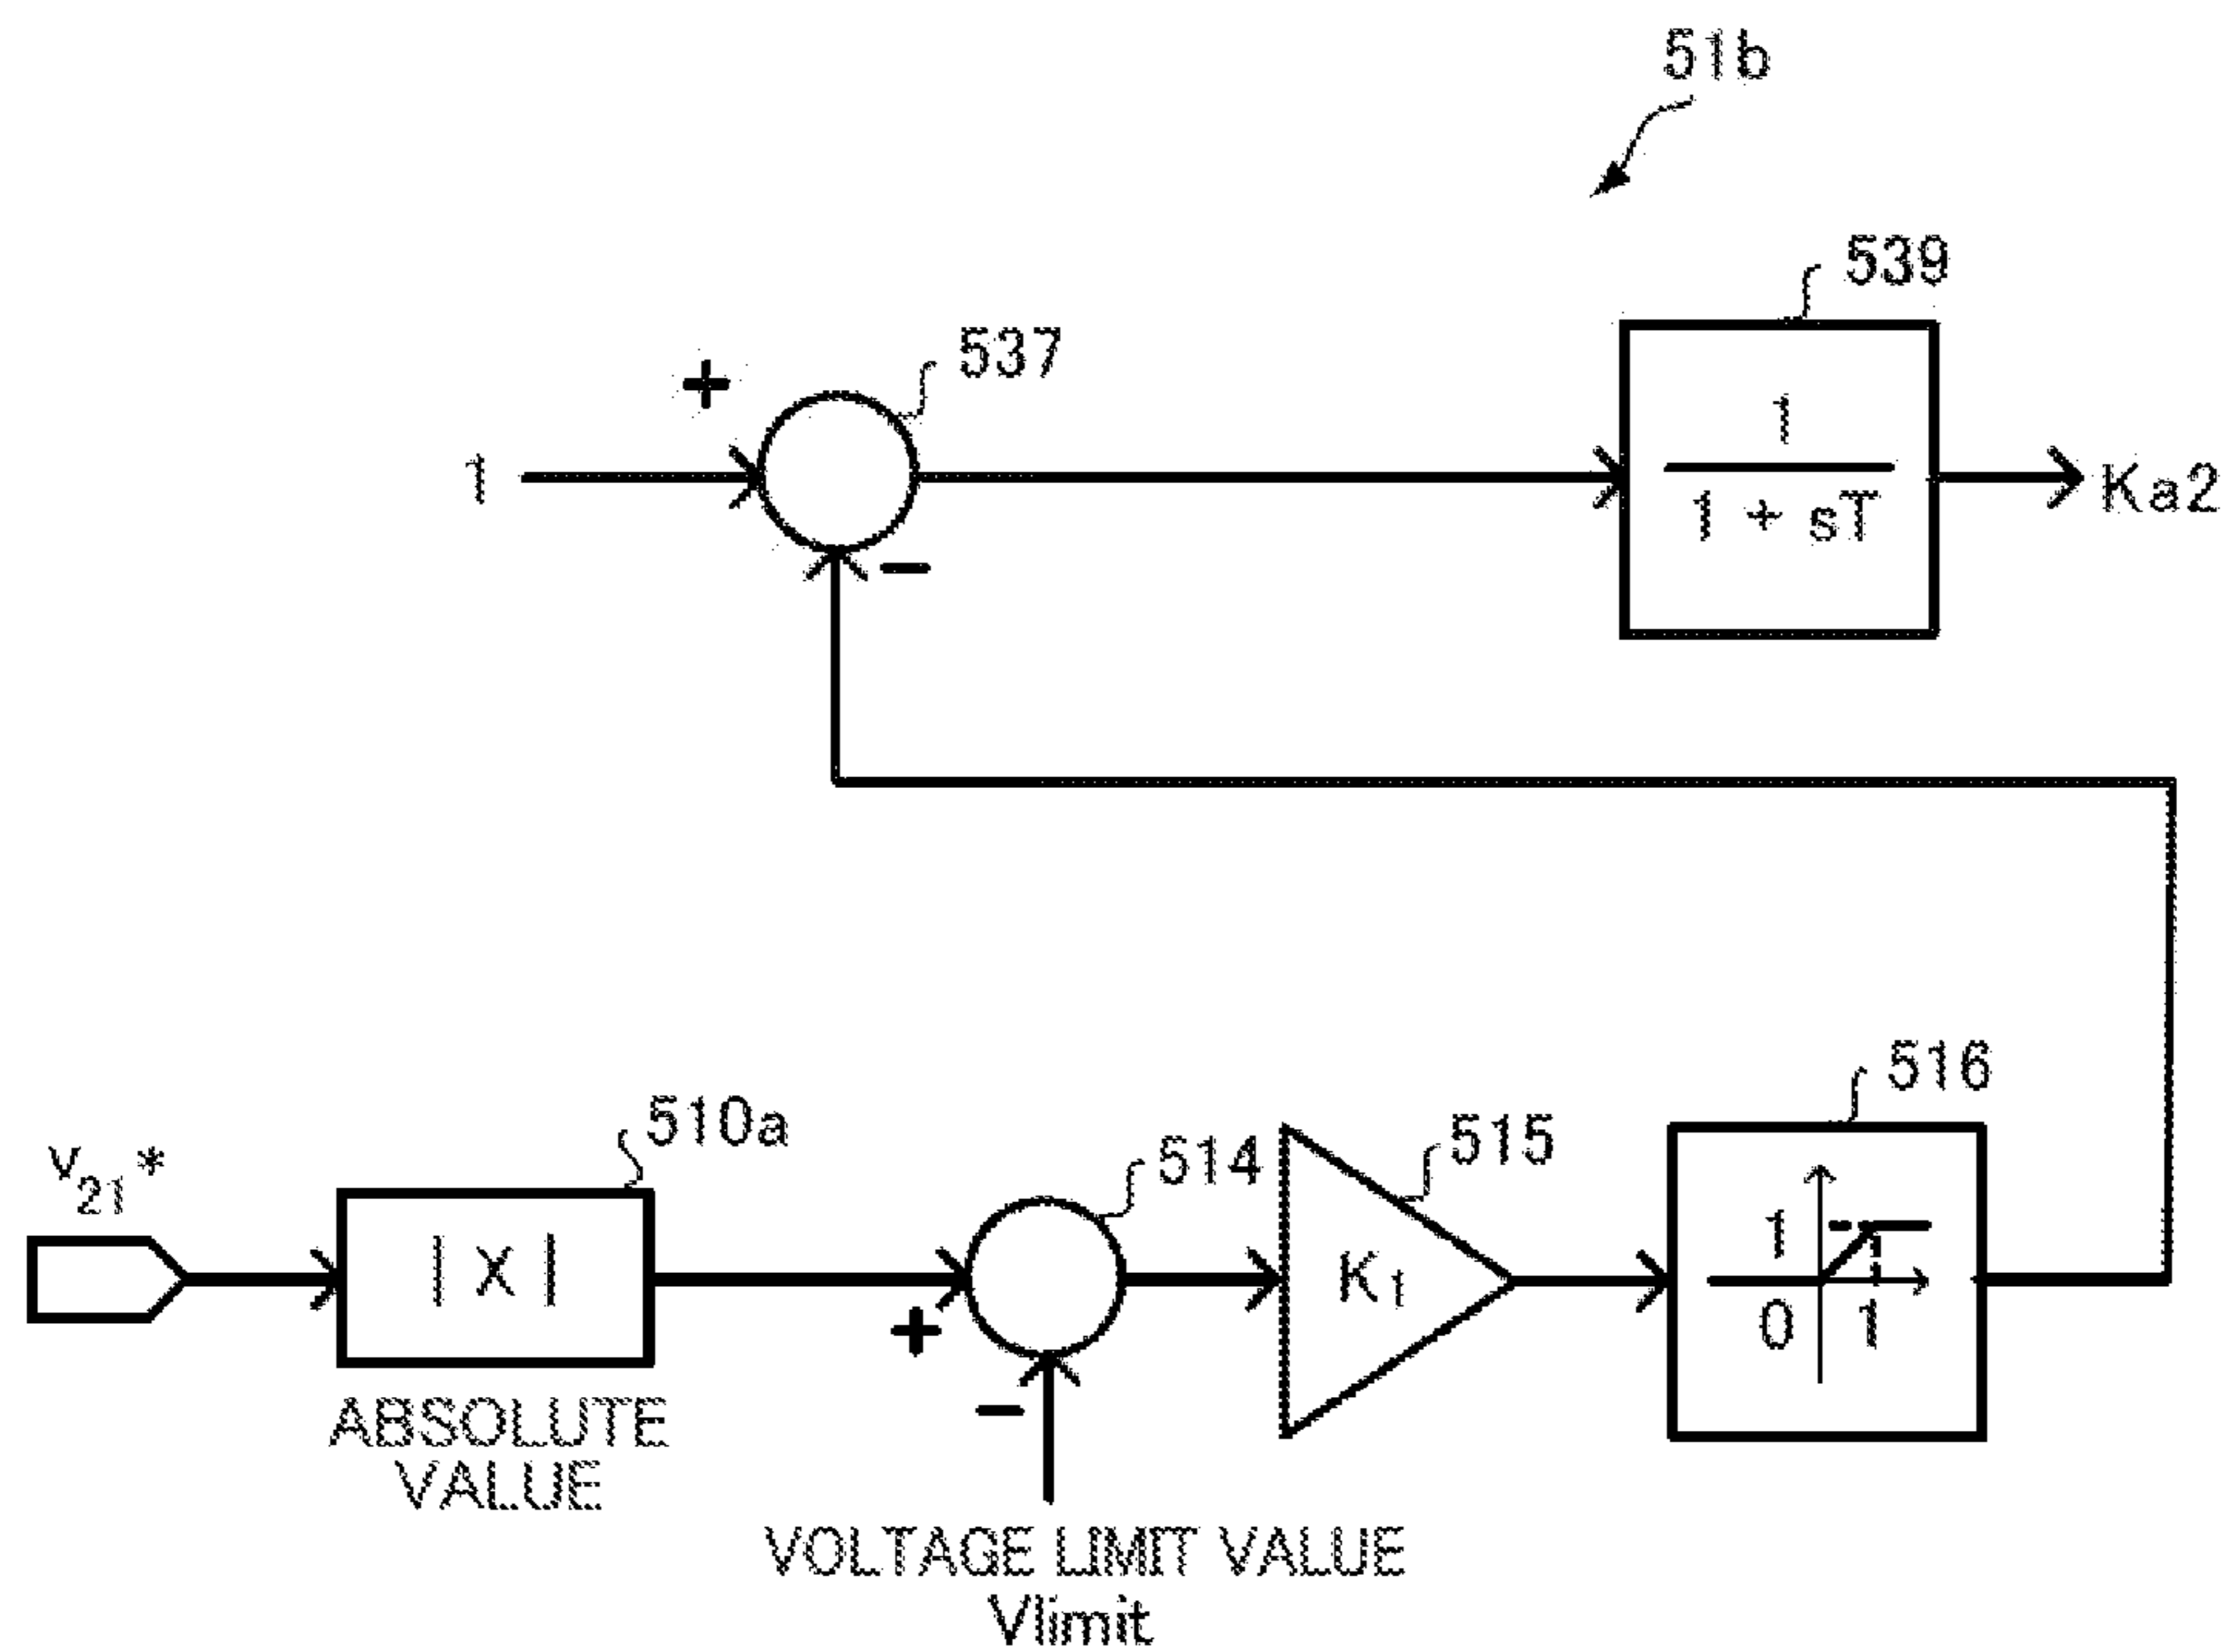 51b
539
537
+
1
1
1 + sT
Ka2
−
516
510a
515
514
v21*
| X |
K1
1
0 1
+
−
ABSOLUTE
VALUE
VOLTAGE LIMIT VALUE
Vlimit